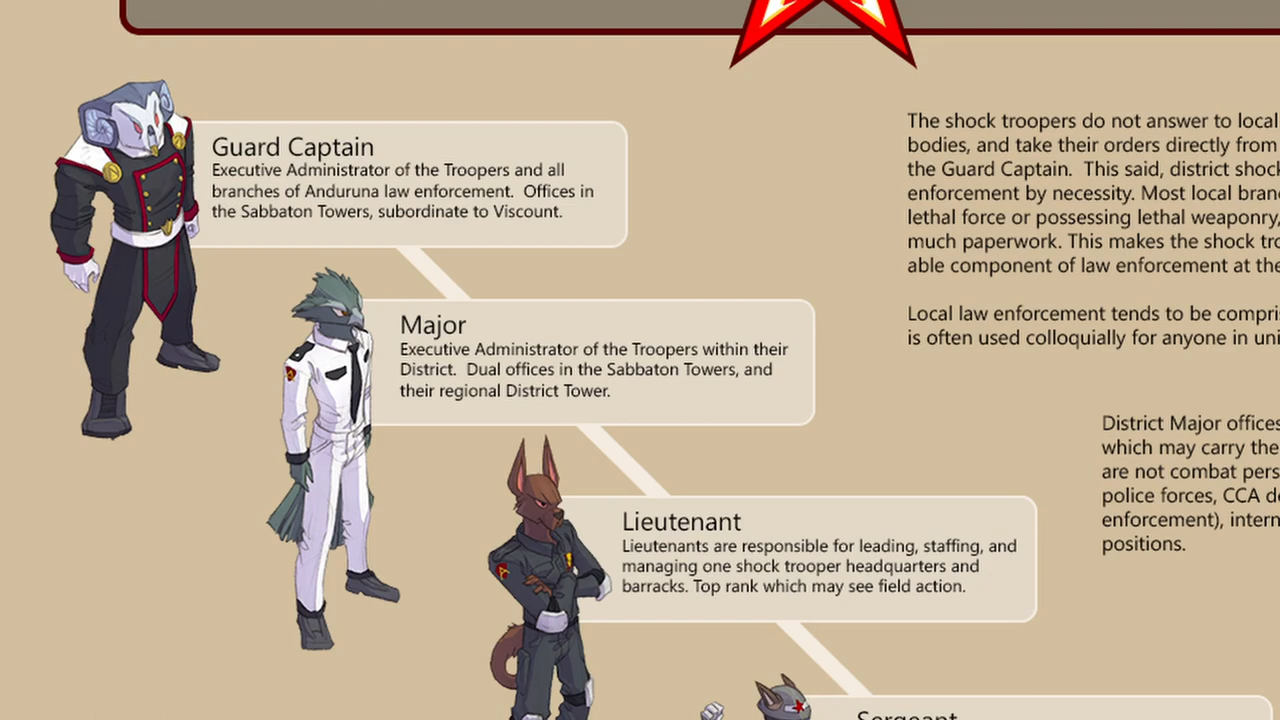 Guard Captain
Executive Administrator of the Troopers and all
branches of Anduruna law enforcement. Offices in
the Sabbaton Towers, subordinate to Viscount.
Major
Executive Administrator of the Troopers within their
District. Dual offices in the Sabbaton Towers, and
their regional District Tower.
Lieutenant
Lieutenants are responsible for leading, staffing, and
managing one shock trooper headquarters and
barracks. Top rank which may see field action.
Sergeant
The shock troopers do not answer to local
bodies, and take their orders directly from
the Guard Captain. This said, district shock
enforcement by necessity. Most local bran
lethal force or possessing lethal weaponry,
much paperwork. This makes the shock tro
able component of law enforcement at the
Local law enforcement tends to be compri
is often used colloquially for anyone in uni
District Major offices
which may carry the
are not combat pers
police forces, CCA d
enforcement), intern
positions.